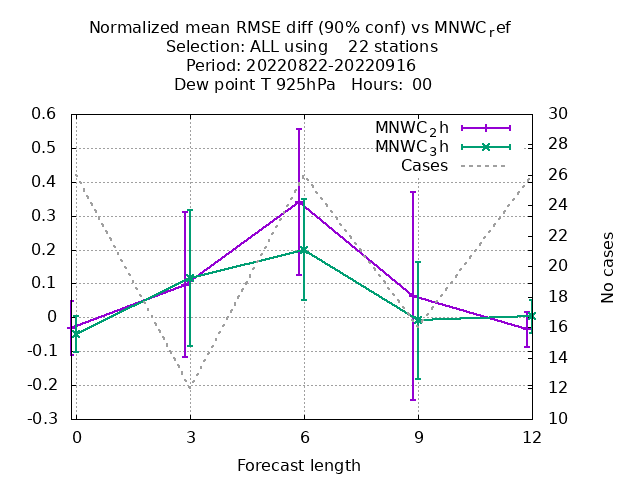 Normalized mean RMSE diff (90% conf) vs MNWC_ref
Selection: ALL using    22 stations
Period: 20220822-20220916
Dew point T 925hPa   Hours:  00
MNWC_2h
MNWC_3h
Cases
0.6
0.5
0.4
0.3
0.2
0.1
0
-0.1
-0.2
-0.3
30
28
26
24
22
20
18
16
14
12
10
No cases
0 3 6 9 12
Forecast length